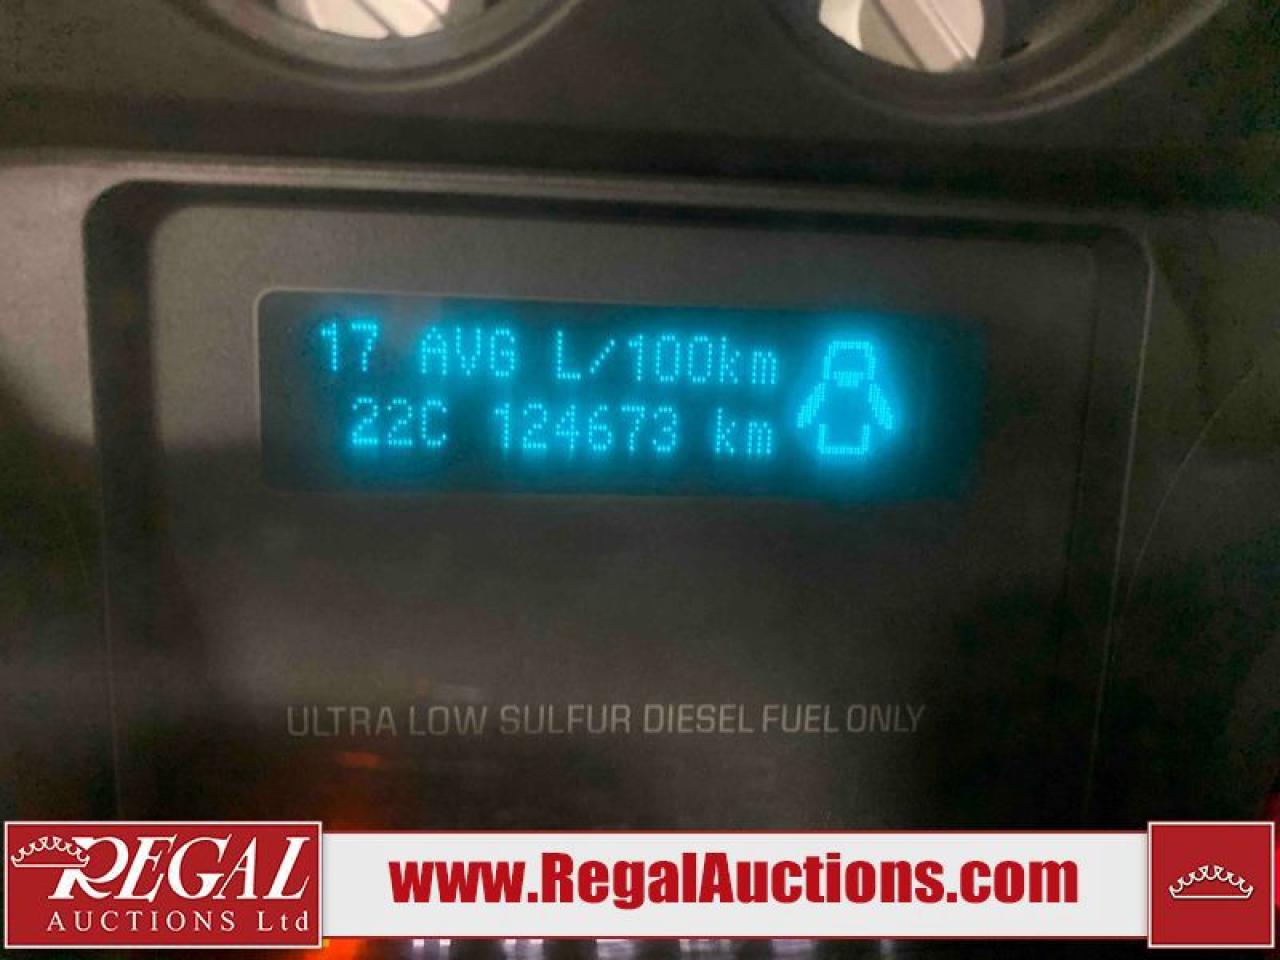 17 AVG L/100km
22C 124673 km
ULTRA LOW SULFUR DIESEL FUEL ONLY
REGAL
AUCTIONS Ltd
www.RegalAuctions.com